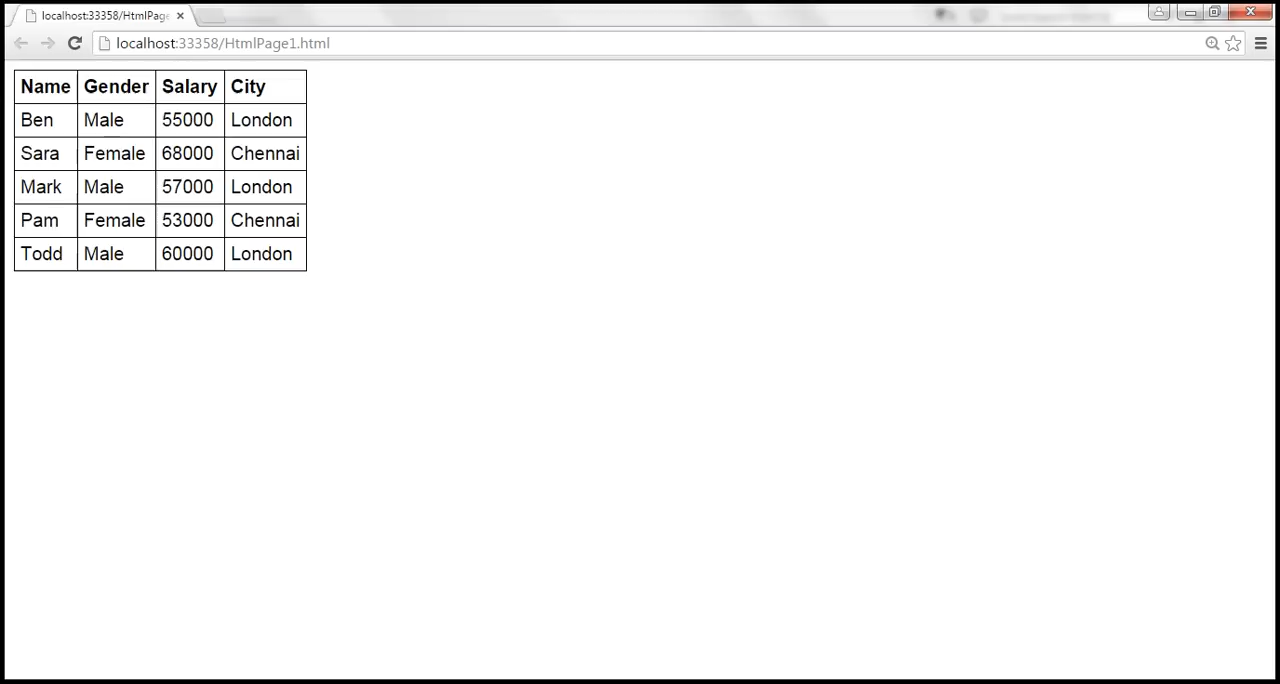 localhost:33358/HtmlPage
localhost:33358/HtmlPage1.html
Name Gender Salary City
Ben Male 55000 London
Sara Female 68000 Chennai
Mark Male 57000 London
Pam Female 53000 Chennai
Todd Male 60000 London